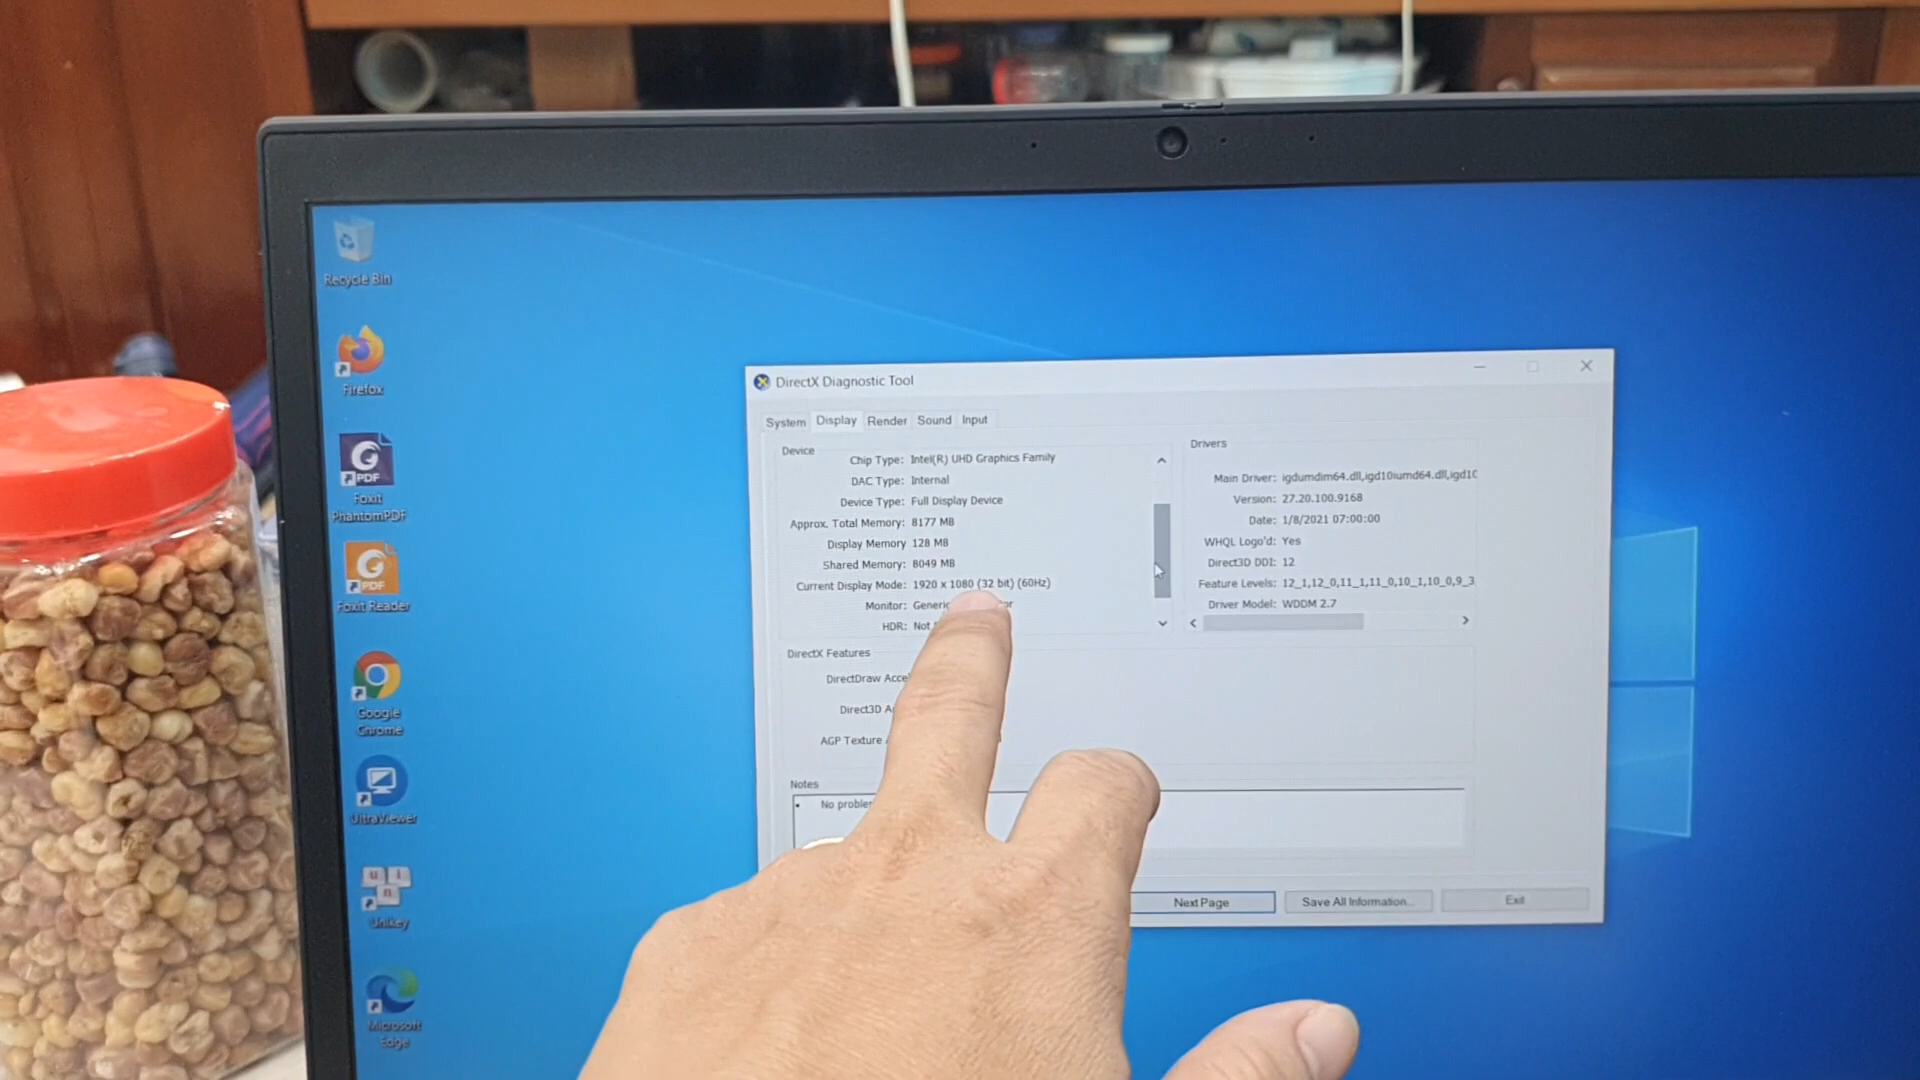 Recycle Bin
Firefox
PDF
Foxit
PhantomPDF
PDF
Foxit Reader
Google
Chrome
UltraViewer
u i
n
Unikey
Microsoft
Edge
DirectX Diagnostic Tool
System Display Render Sound Input
Device
Chip Type: Intel(R) UHD Graphics Family
DAC Type: Internal
Device Type: Full Display Device
Approx. Total Memory: 8177 MB
Display Memory 128 MB
Shared Memory: 8049 MB
Current Display Mode: 1920 x 1080 (32 bit) (60Hz)
Monitor: Generic
HDR: Not
Drivers
Main Driver: igdumdim64.dll,igd10iumd64.dll,igd10
Version: 27.20.100.9168
Date: 1/8/2021 07:00:00
WHQL Logo'd: Yes
Direct3D DDI: 12
Feature Levels: 12_1,12_0,11_1,11_0,10_1,10_0,9_3
Driver Model: WDDM 2.7
DirectX Features
DirectDraw Accel
Direct3D A
AGP Texture
Notes
No problem
Next Page
Save All Information...
Exit